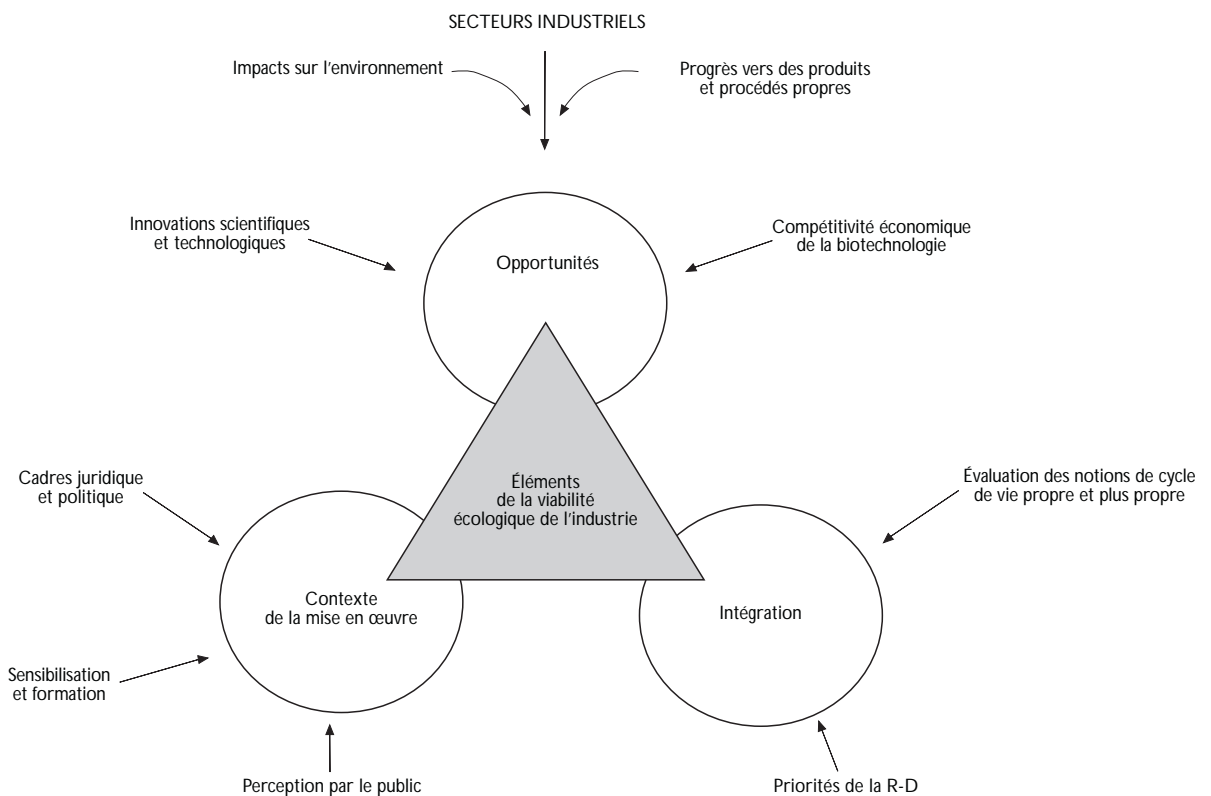 SECTEURS INDUSTRIELS
Impacts sur l'environnement
Progrès vers des produits
et procédés propres
Innovations scientifiques
et technologiques
Compétitivité économique
de la biotechnologie
Opportunités
Cadres juridique
et politique
Éléments
de la viabilité
écologique de l'industrie
Évaluation des notions de cycle
de vie propre et plus propre
Contexte
de la mise en œuvre
Intégration
Sensibilisation
et formation
Perception par le public
Priorités de la R-D